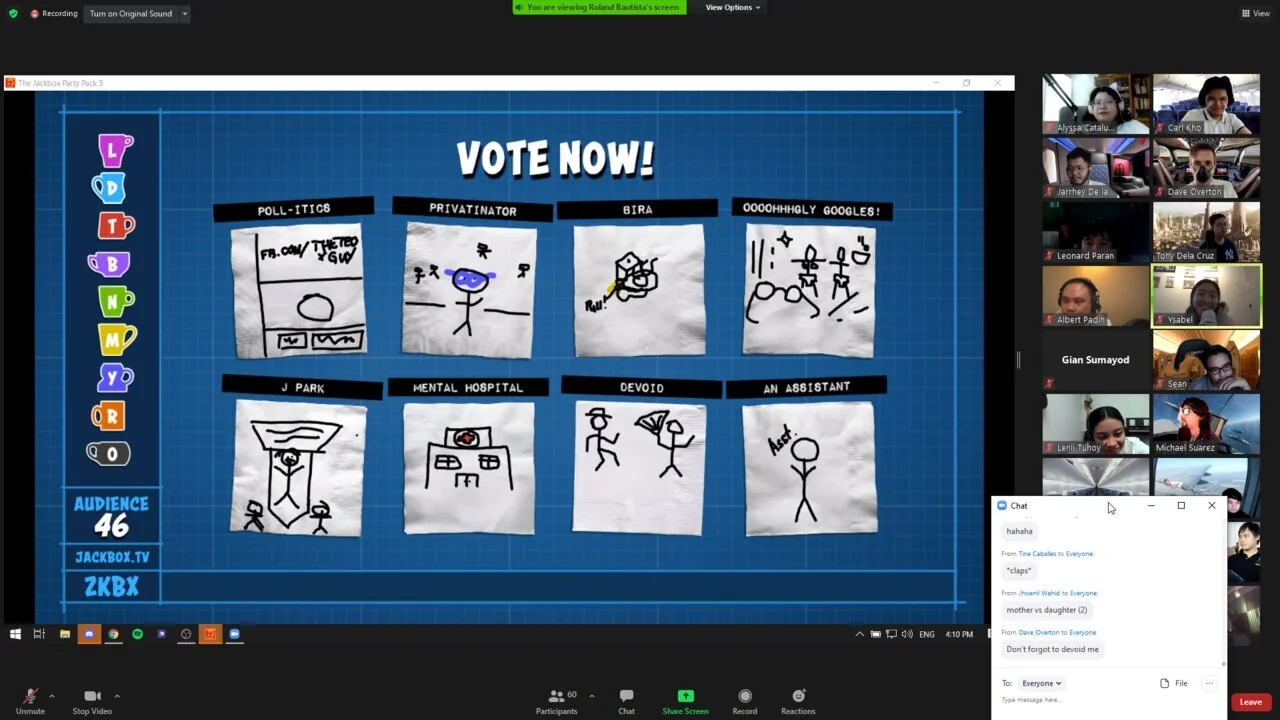 Recording
Turn on Original Sound
You are viewing Roland Bautista's screen
View Options
View
The Jackbox Party Pack 5
VOTE NOW!
L
D
T
B
N
M
Y
R
O
AUDIENCE
46
JACKBOX.TV
ZKBX
POLL-ITICS
FB.COM/THETEO
XGUY
PRIVATINATOR
BIRA
Pull!
OOOOHHHGLY GOOGLES!
J PARK
MENTAL HOSPITAL
DEVOID
AN ASSISTANT
Asst.
Alyssa Catalu...
Carl Kho
Jarrhey De la...
Dave Overton
Leonard Paran
Tony Dela Cruz
Albert Padin
Ysabel
Gian Sumayod
Sean
Lenli Tuhoy
Michael Suarez
Chat
hahaha
From Tine Caballes to Everyone:
*claps*
From Jhoenil Wahid to Everyone:
mother vs daughter (2)
From Dave Overton to Everyone:
Don't forgot to devoid me
To: Everyone
File
Type message here...
ENG
4:10 PM
Unmute
Stop Video
Participants
60
Chat
Share Screen
Record
Reactions
Leave